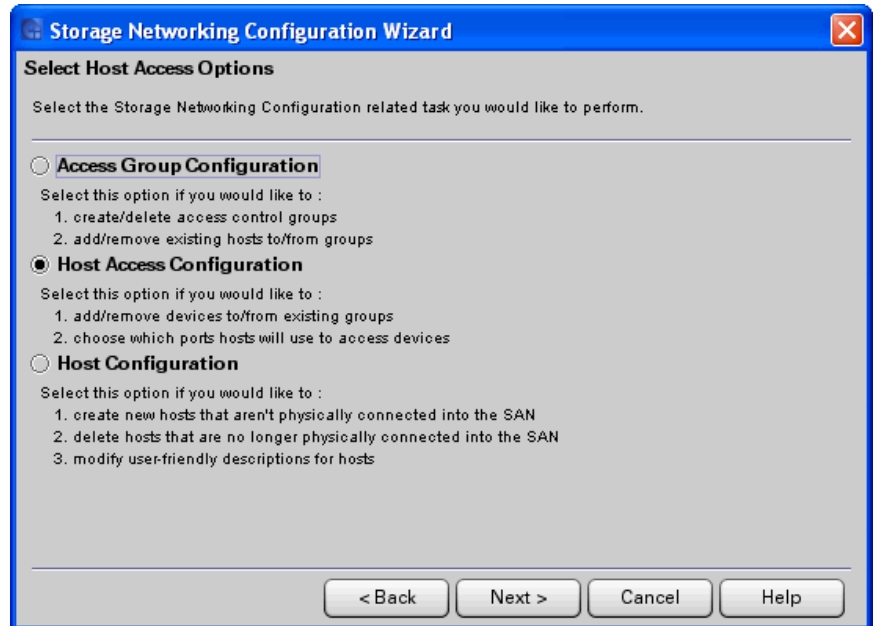 Storage Networking Configuration Wizard
Select Host Access Options
Select the Storage Networking Configuration related task you would like to perform.
Access Group Configuration
Select this option if you would like to :
1. create/delete access control groups
2. add/remove existing hosts to/from groups
Host Access Configuration
Select this option if you would like to :
1. add/remove devices to/from existing groups
2. choose which ports hosts will use to access devices
Host Configuration
Select this option if you would like to :
1. create new hosts that aren't physically connected into the SAN
2. delete hosts that are no longer physically connected into the SAN
3. modify user-friendly descriptions for hosts
< Back Next > Cancel Help